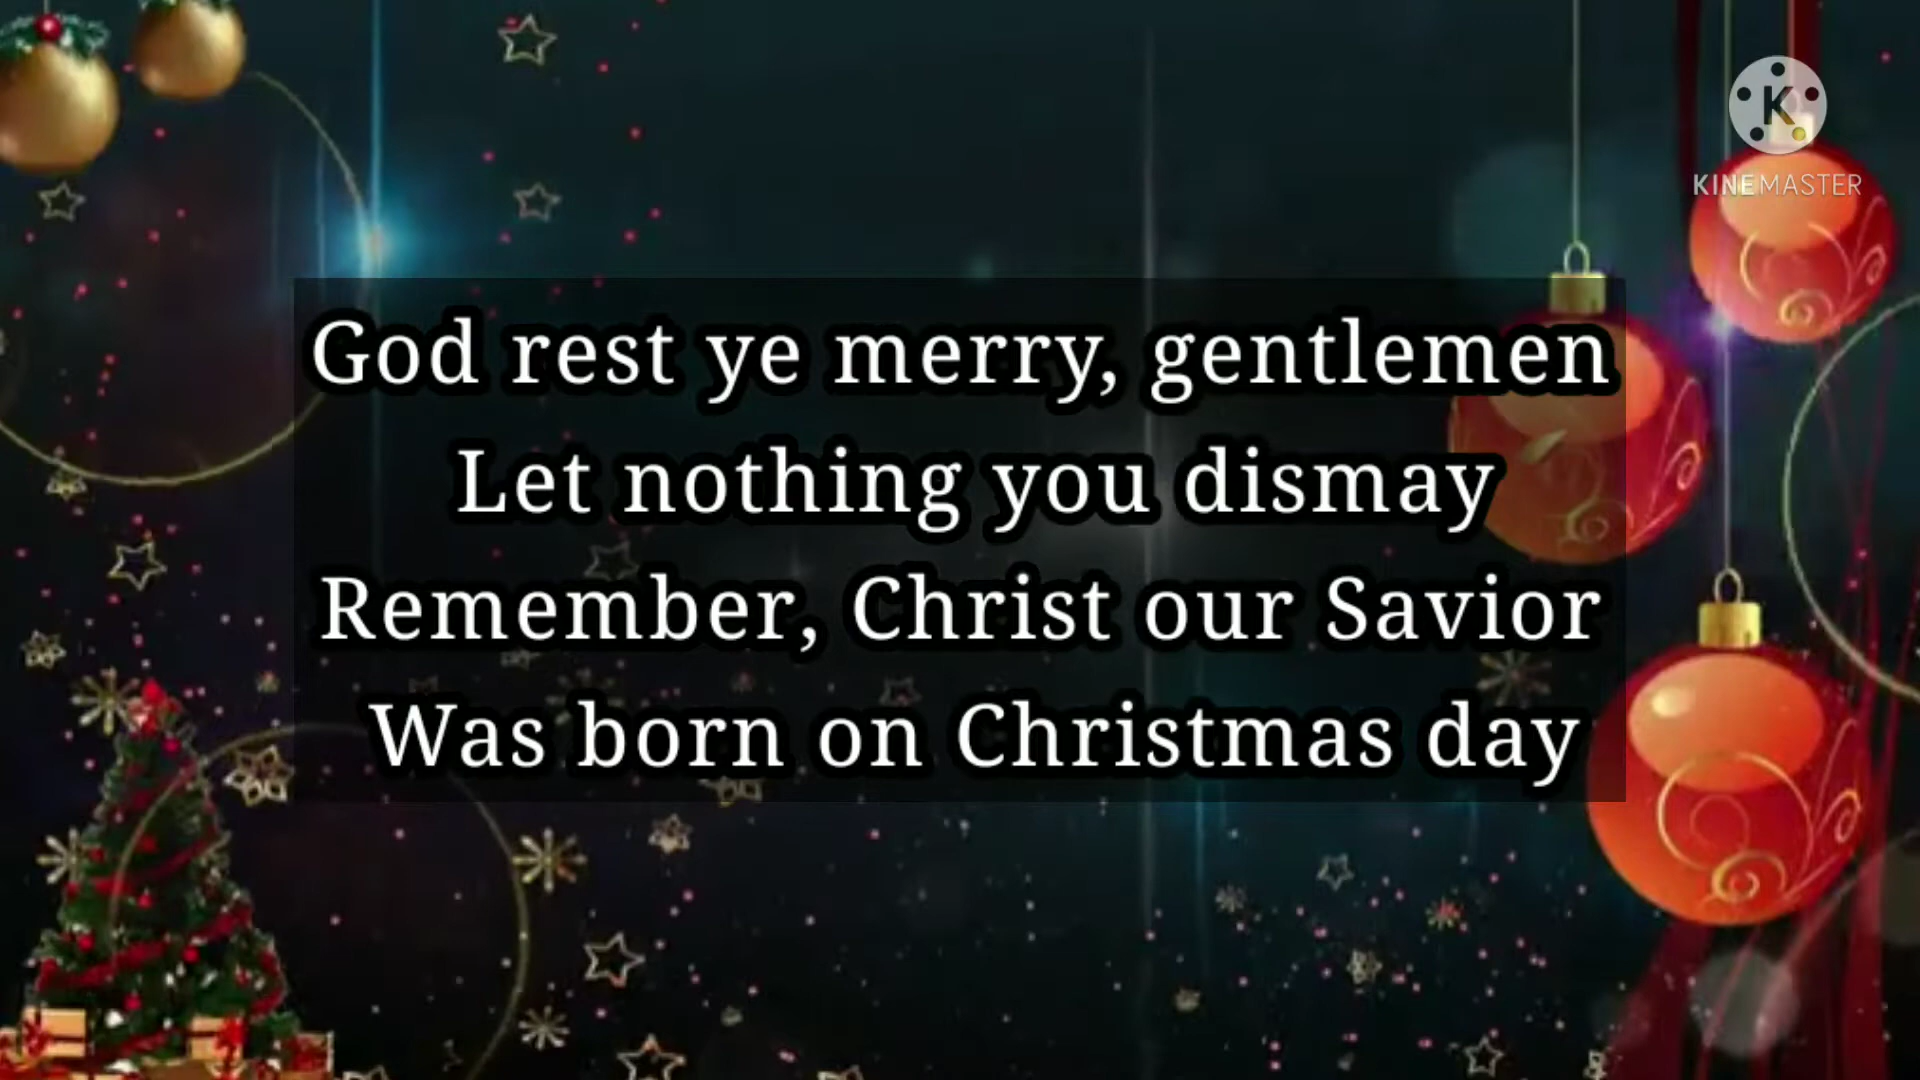 K
KINEMASTER
God rest ye merry, gentlemen
Let nothing you dismay
Remember, Christ our Savior
Was born on Christmas day